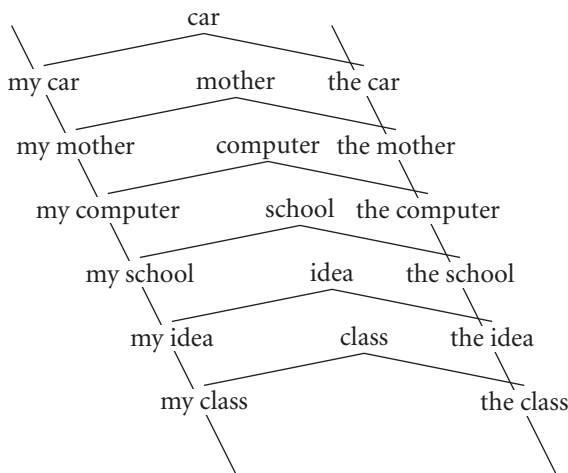 car
my car mother the car
my mother computer the mother
my computer school the computer
my school idea the school
my idea class the idea
my class the class